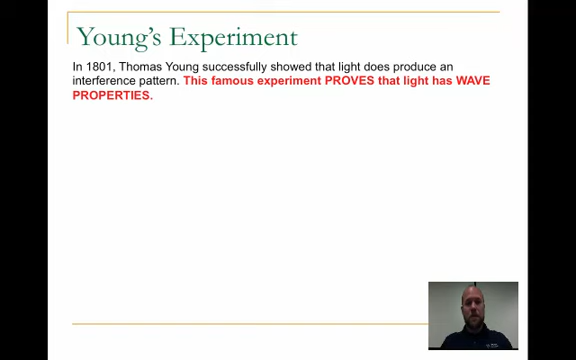 Young's Experiment
In 1801, Thomas Young successfully showed that light does produce an
interference pattern. This famous experiment PROVES that light has WAVE
PROPERTIES.